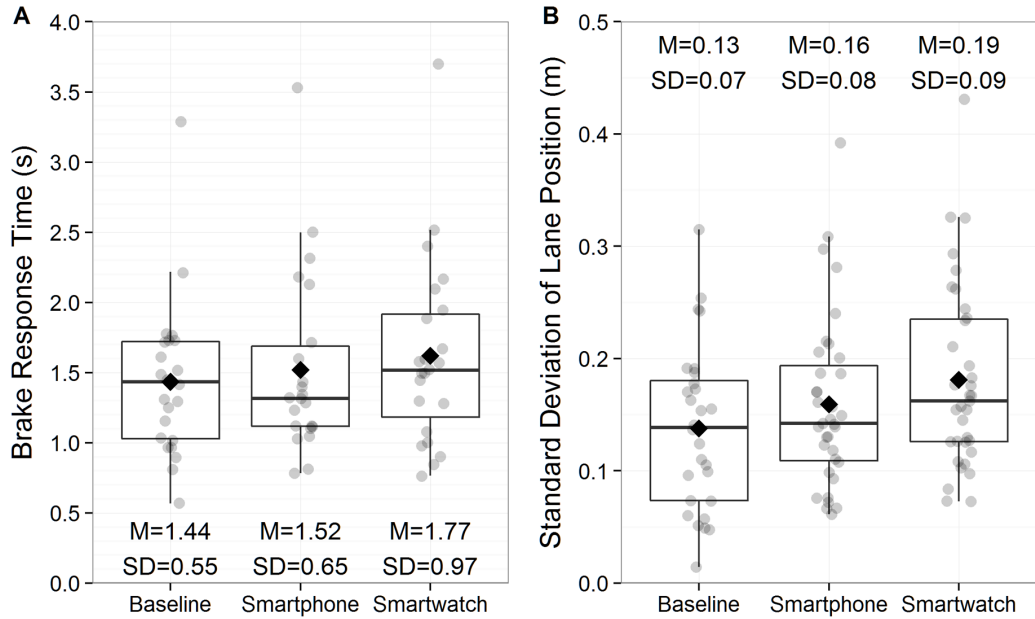 A
Brake Response Time (s)
4.0
3.5
3.0
2.5
2.0
1.5
1.0
0.5
0.0
M=1.44 M=1.52 M=1.77
SD=0.55 SD=0.65 SD=0.97
Baseline Smartphone Smartwatch
B
Standard Deviation of Lane Position (m)
0.5
0.4
0.3
0.2
0.1
0.0
M=0.13 M=0.16 M=0.19
SD=0.07 SD=0.08 SD=0.09
Baseline Smartphone Smartwatch